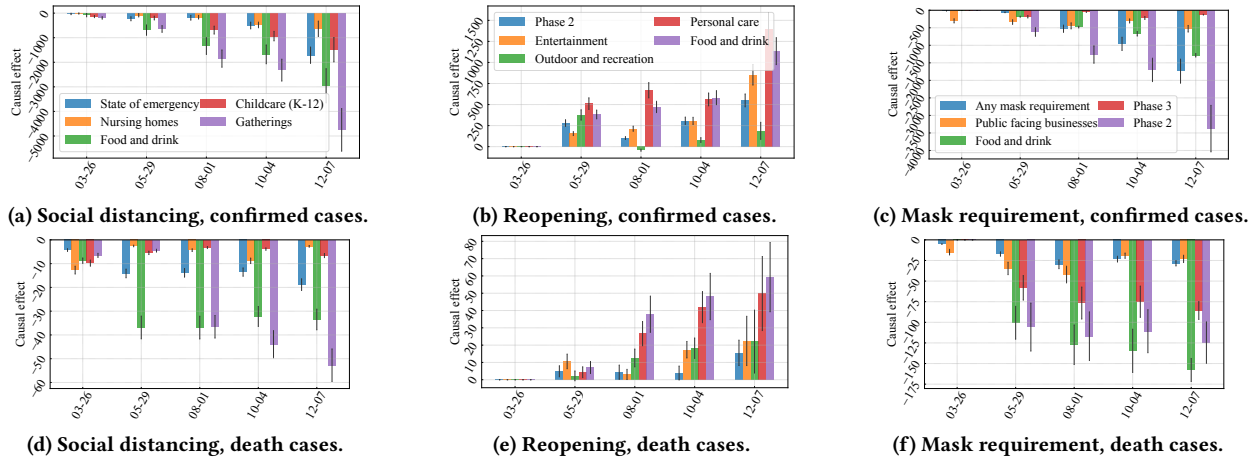 Causal effect
0
−1000
−2000
−3000
−4000
−5000
State of emergency
Nursing homes
Food and drink
Childcare (K-12)
Gatherings
03-26
05-29
08-01
10-04
12-07
(a) Social distancing, confirmed cases.
Causal effect
1250
1000
750
500
250
0
Phase 2
Entertainment
Outdoor and recreation
Personal care
Food and drink
03-26
05-29
08-01
10-04
12-07
(b) Reopening, confirmed cases.
Causal effect
0
−500
−1000
−1500
−2000
−2500
−3000
−3500
−4000
Any mask requirement
Public facing businesses
Food and drink
Phase 3
Phase 2
03-26
05-29
08-01
10-04
12-07
(c) Mask requirement, confirmed cases.
Causal effect
0
−10
−20
−30
−40
−50
−60
03-26
05-29
08-01
10-04
12-07
(d) Social distancing, death cases.
Causal effect
80
70
60
50
40
30
20
10
0
03-26
05-29
08-01
10-04
12-07
(e) Reopening, death cases.
Causal effect
0
−25
−50
−75
−100
−125
−150
−175
03-26
05-29
08-01
10-04
12-07
(f) Mask requirement, death cases.